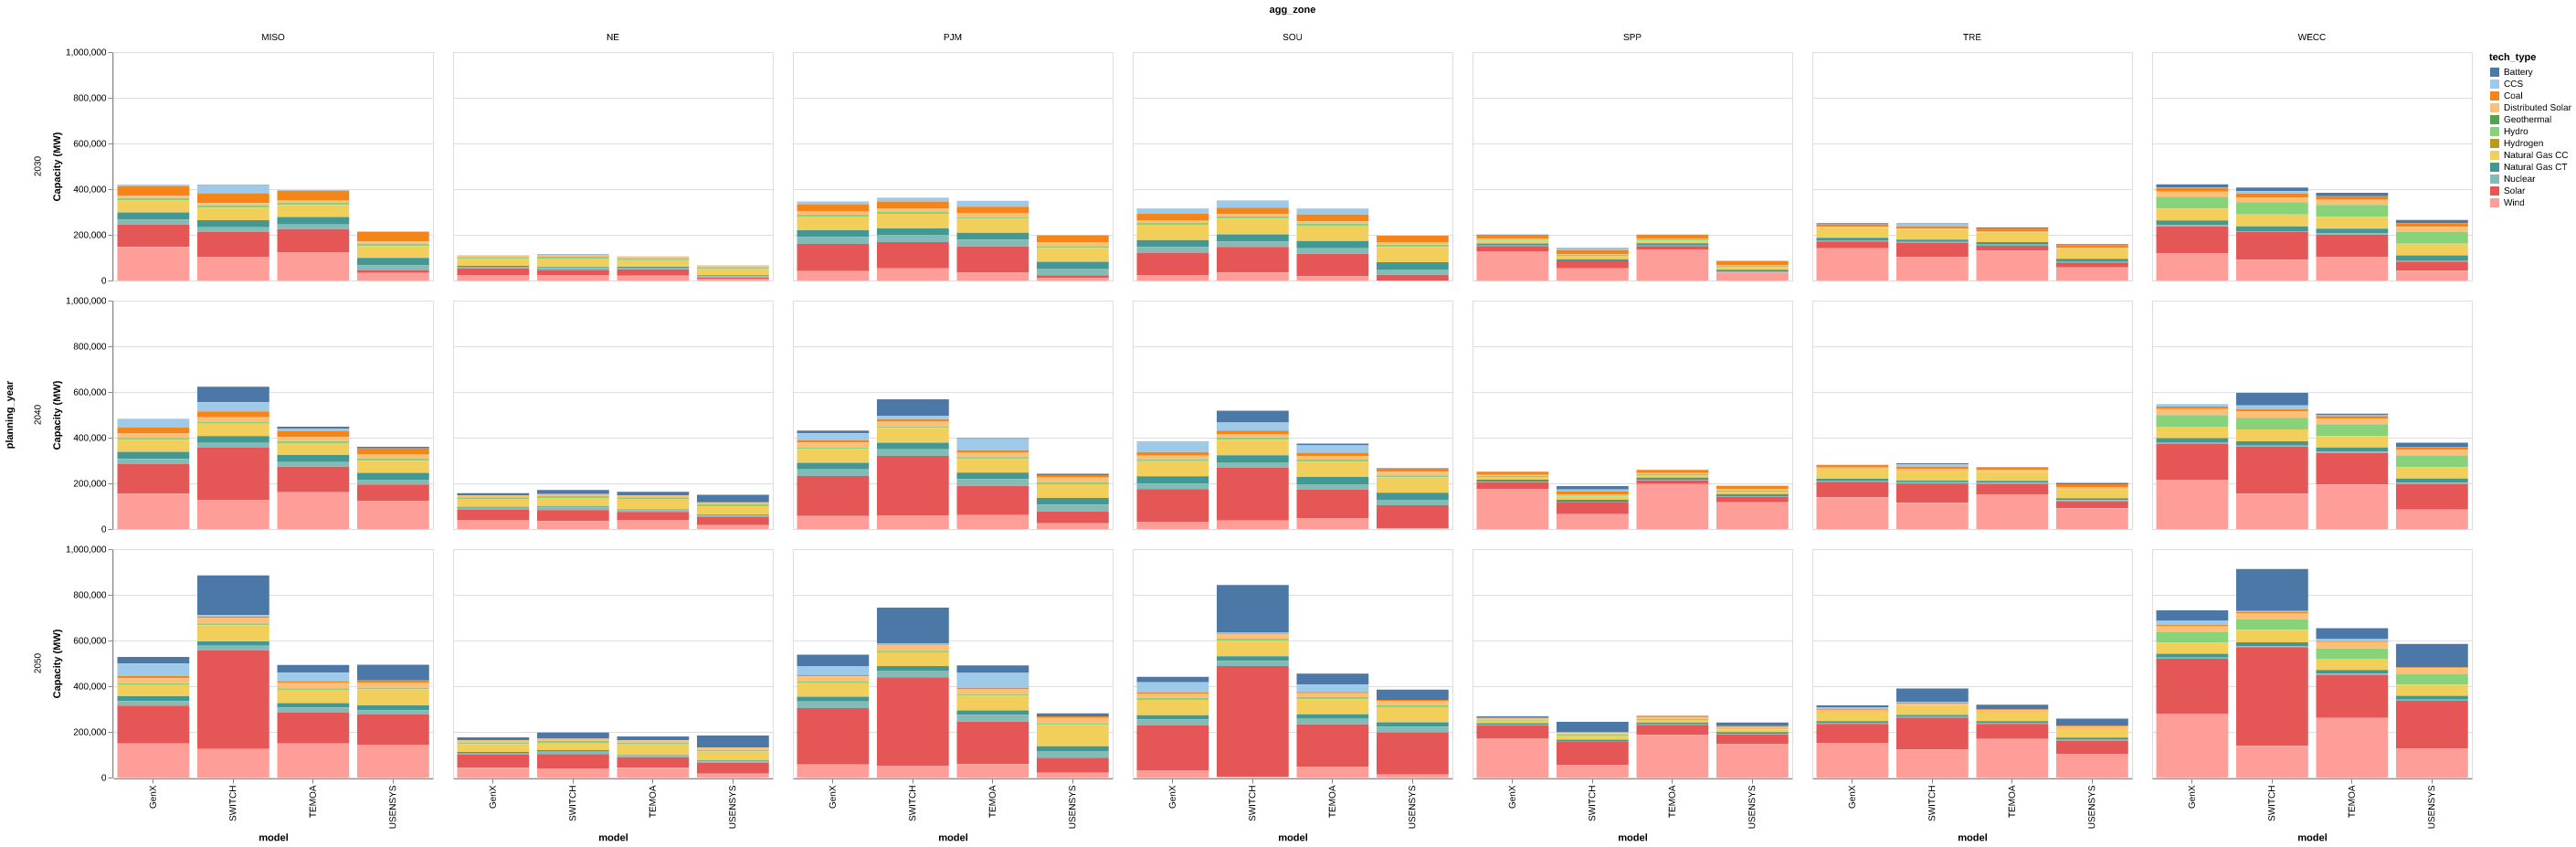 agg_zone
MISO NE PJM SOU SPP TRE WECC
tech_type
Battery
CCS
Coal
Distributed Solar
Geothermal
Hydro
Hydrogen
Natural Gas CC
Natural Gas CT
Nuclear
Solar
Wind
planning_year
2030
Capacity (MW)
1,000,000
800,000
600,000
400,000
200,000
0
2040
Capacity (MW)
1,000,000
800,000
600,000
400,000
200,000
0
2050
Capacity (MW)
1,000,000
800,000
600,000
400,000
200,000
0
GenX SWITCH TEMOA USENSYS GenX SWITCH TEMOA USENSYS GenX SWITCH TEMOA USENSYS GenX SWITCH TEMOA USENSYS GenX SWITCH TEMOA USENSYS GenX SWITCH TEMOA USENSYS GenX SWITCH TEMOA USENSYS
model model model model model model model